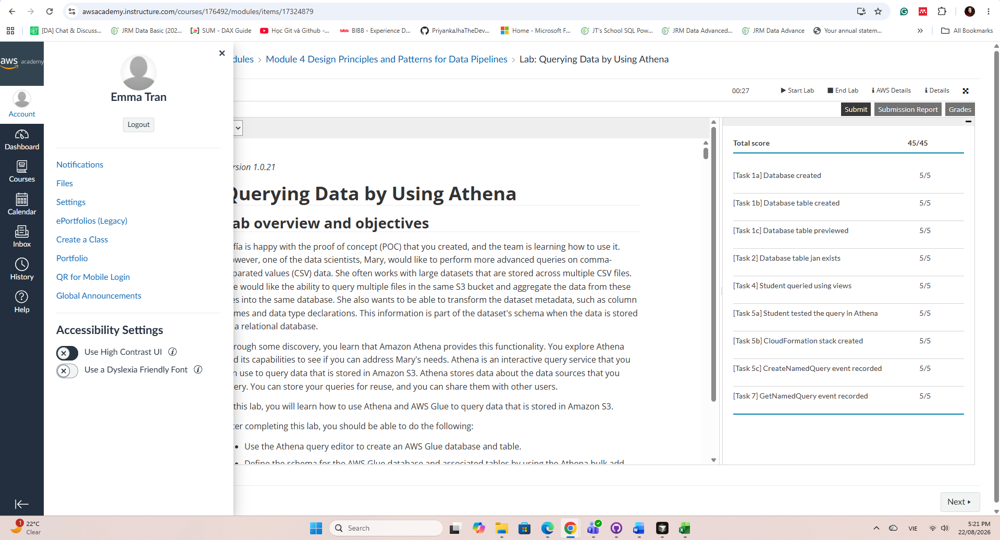 awsacademy.instructure.com/courses/176492/modules/items/17324879
[DA] Chat & Discuss...
JRM Data Basic (202...
SUM - DAX Guide
Học Git và Github -...
BIBB - Experience D...
PriyankaJhaTheDev...
Home - Microsoft F...
JT's School SQL Pow...
JRM Data Advanced...
JRM Data Advance
Your annual statem...
All Bookmarks
aws academy
Account
Dashboard
Courses
Calendar
Inbox
History
Help
Emma Tran
Logout
Notifications
Files
Settings
ePortfolios (Legacy)
Create a Class
Portfolio
QR for Mobile Login
Global Announcements
Accessibility Settings
Use High Contrast UI
Use a Dyslexia Friendly Font
dules > Module 4 Design Principles and Patterns for Data Pipelines > Lab: Querying Data by Using Athena
00:27
Start Lab
End Lab
AWS Details
Details
Submit
Submission Report
Grades
rsion 1.0.21
Querying Data by Using Athena
ab overview and objectives
fía is happy with the proof of concept (POC) that you created, and the team is learning how to use it.
owever, one of the data scientists, Mary, would like to perform more advanced queries on comma-
parated values (CSV) data. She often works with large datasets that are stored across multiple CSV files.
e would like the ability to query multiple files in the same S3 bucket and aggregate the data from these
es into the same database. She also wants to be able to transform the dataset metadata, such as column
mes and data type declarations. This information is part of the dataset's schema when the data is stored
a relational database.
rough some discovery, you learn that Amazon Athena provides this functionality. You explore Athena
d its capabilities to see if you can address Mary's needs. Athena is an interactive query service that you
n use to query data that is stored in Amazon S3. Athena stores data about the data sources that you
ery. You can store your queries for reuse, and you can share them with other users.
this lab, you will learn how to use Athena and AWS Glue to query data that is stored in Amazon S3.
ter completing this lab, you should be able to do the following:
• Use the Athena query editor to create an AWS Glue database and table.
• Define the schema for the AWS Glue database and associated tables by using the Athena bulk add
Total score 45/45
[Task 1a] Database created 5/5
[Task 1b] Database table created 5/5
[Task 1c] Database table previewed 5/5
[Task 2] Database table jan exists 5/5
[Task 4] Student queried using views 5/5
[Task 5a] Student tested the query in Athena 5/5
[Task 5b] CloudFormation stack created 5/5
[Task 5c] CreateNamedQuery event recorded 5/5
[Task 7] GetNamedQuery event recorded 5/5
Next
1
22°C
Clear
Search
VIE
5:21 PM
22/08/2026